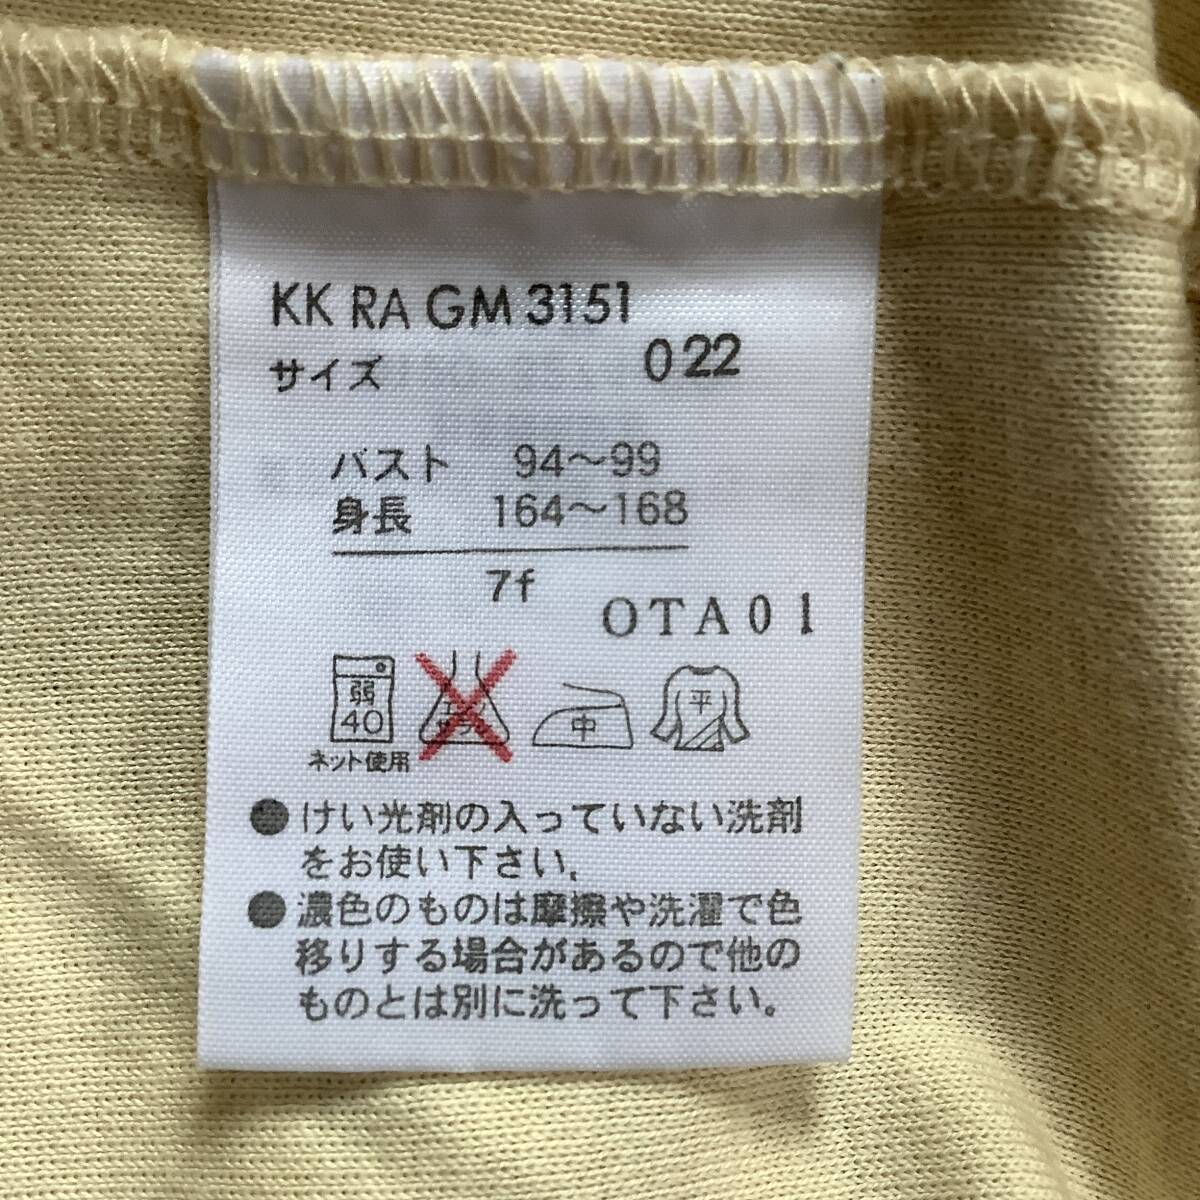 KK RA GM 3151
サイズ 022
バスト 94～99
身長 164～168
7f
OTA01
弱
40
中
平
ネット使用
●けい光剤の入っていない洗剤
をお使い下さい.
●濃色のものは摩擦や洗濯で色
移りする場合があるので他の
ものとは別に洗って下さい。